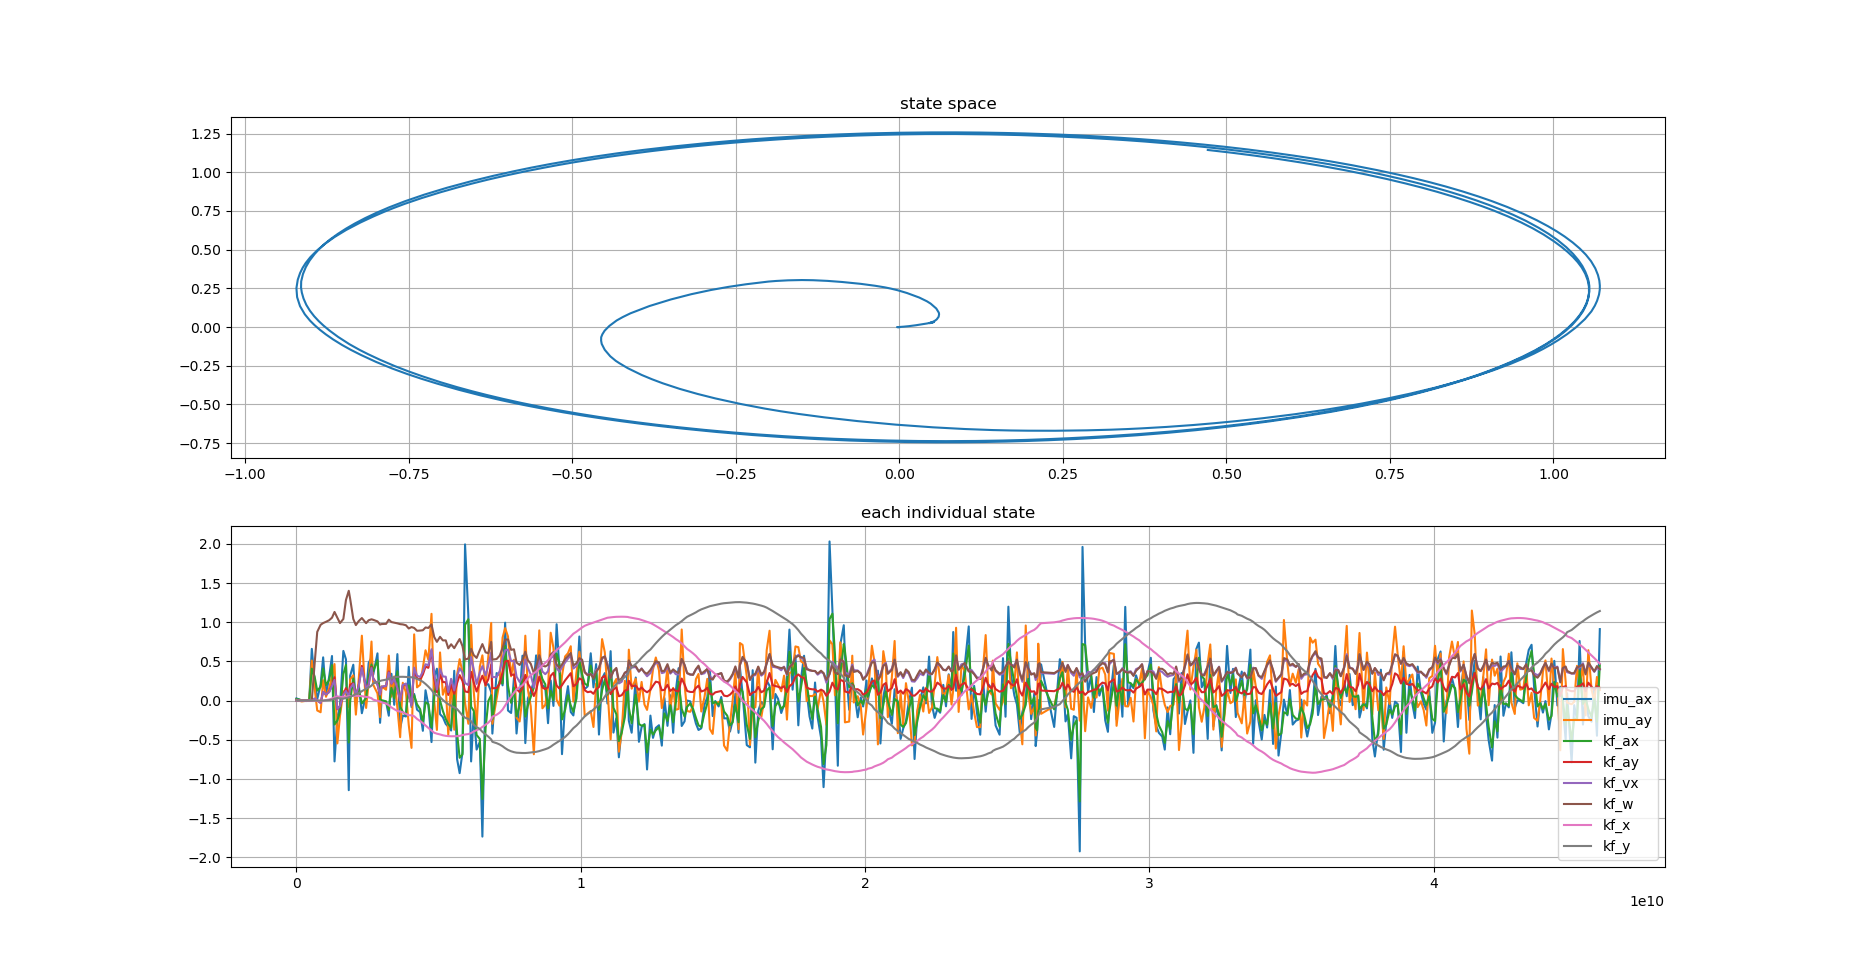 state space
1.25
1.00
0.75
0.50
0.25
0.00
−0.25
−0.50
−0.75
−1.00 −0.75 −0.50 −0.25 0.00 0.25 0.50 0.75 1.00
each individual state
2.0
1.5
1.0
0.5
0.0
−0.5
−1.0
−1.5
−2.0
imu_ax
imu_ay
kf_ax
kf_ay
kf_vx
kf_w
kf_x
kf_y
0 1 2 3 4
1e10